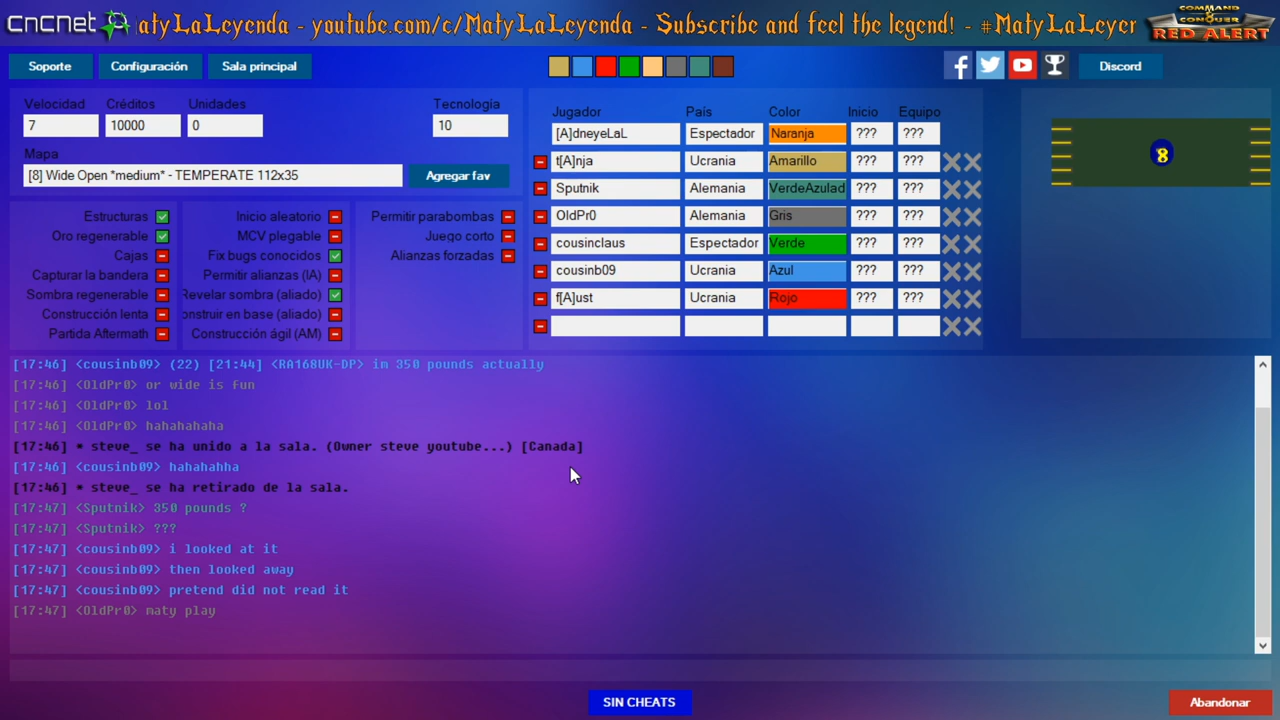 cncnet
atyLaLeyenda - youtube.com/c/MatyLaLeyenda - Subscribe and feel the legend! - #MatyLaLeyer
COMMAND & CONQUER
RED ALERT
Soporte
Configuración
Sala principal
Discord
Velocidad
Créditos
Unidades
Tecnología
7
10000
0
10
Mapa
[8] Wide Open *medium* - TEMPERATE 112x35
Agregar fav
Estructuras
Inicio aleatorio
Permitir parabombas
Oro regenerable
MCV plegable
Juego corto
Cajas
Fix bugs conocidos
Alianzas forzadas
Capturar la bandera
Permitir alianzas (IA)
Sombra regenerable
Revelar sombra (aliado)
Construcción lenta
onstruir en base (aliado)
Partida Aftermath
Construcción ágil (AM)
Jugador
País
Color
Inicio
Equipo
[A]dneyeLaL
Espectador
Naranja
???
???
t[A]nja
Ucrania
Amarillo
???
???
Sputnik
Alemania
VerdeAzulad
???
???
OldPr0
Alemania
Gris
???
???
cousinclaus
Espectador
Verde
???
???
cousinb09
Ucrania
Azul
???
???
f[A]ust
Ucrania
Rojo
???
???
8
[17:46] <cousinb09> (22) [21:44] <RA168UK-DP> im 350 pounds actually
[17:46] <OldPr0> or wide is fun
[17:46] <OldPr0> lol
[17:46] <OldPr0> hahahahaha
[17:46] * steve_ se ha unido a la sala. (Owner steve youtube...) [Canada]
[17:46] <cousinb09> hahahahha
[17:46] * steve_ se ha retirado de la sala.
[17:47] <Sputnik> 350 pounds ?
[17:47] <Sputnik> ???
[17:47] <cousinb09> i looked at it
[17:47] <cousinb09> then looked away
[17:47] <cousinb09> pretend did not read it
[17:47] <OldPr0> maty play
SIN CHEATS
Abandonar